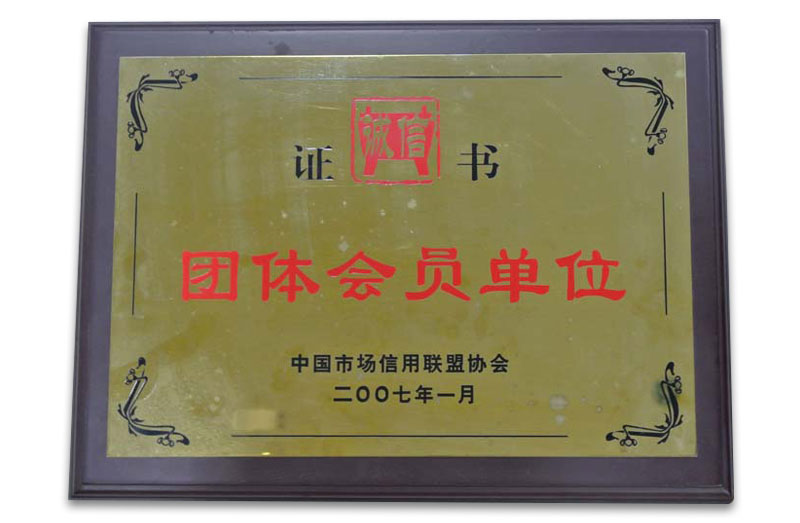 证 誠信 书
团体会员单位
中国市场信用联盟协会
二〇〇七年一月